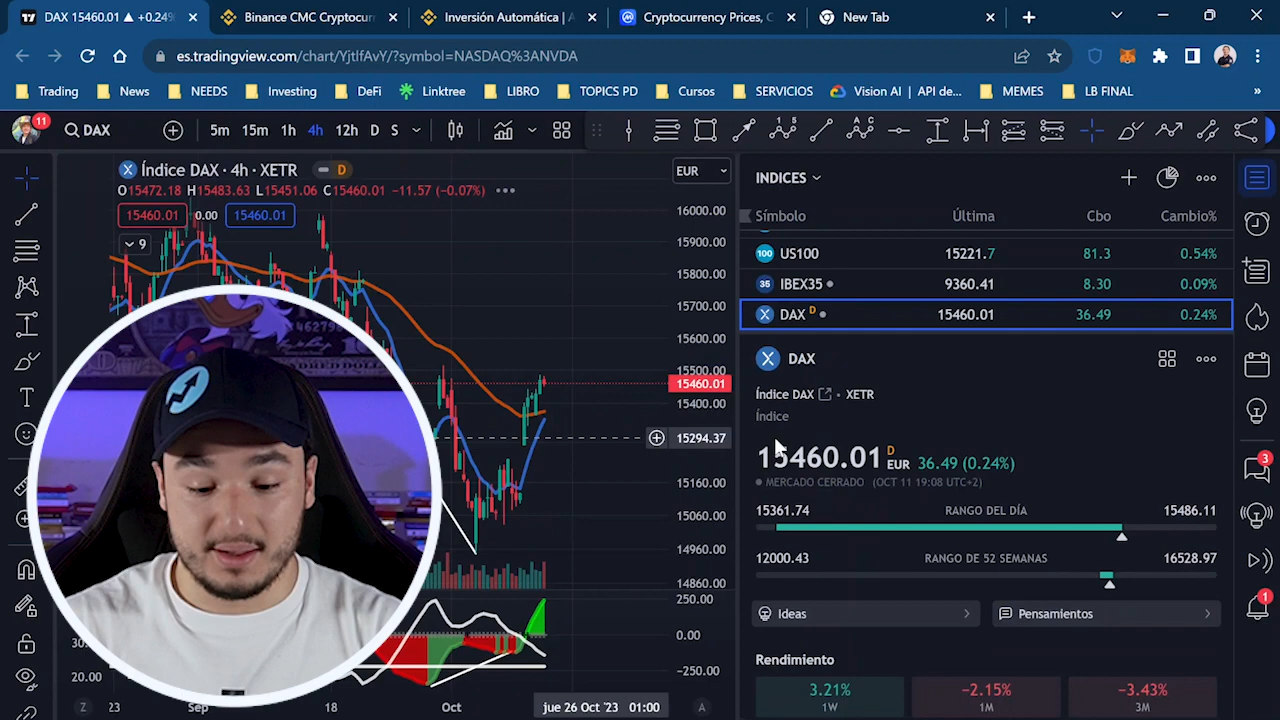 DAX 15460.01 ▲ +0.24%
Binance CMC Cryptocurr
Inversión Automática | A
Cryptocurrency Prices, C
New Tab
es.tradingview.com/chart/YjtlfAvY/?symbol=NASDAQ%3ANVDA
Trading
News
NEEDS
Investing
DeFi
Linktree
LIBRO
TOPICS PD
Cursos
SERVICIOS
Vision AI | API de...
MEMES
LB FINAL
»
11
DAX
5m
15m
1h
4h
12h
D
S
Índice DAX · 4h · XETR
D
O15472.18 H15483.63 L15451.06 C15460.01 −11.57 (−0.07%)
15460.01
0.00
15460.01
9
EUR
16000.00
15900.00
15800.00
15700.00
15600.00
15500.00
15460.01
15400.00
15294.37
15160.00
15060.00
14960.00
14860.00
250.00
0.00
−250.00
20.00
Z
23
Sep
18
Oct
jue 26 Oct '23 01:00
A
INDICES
Símbolo Última Cbo Cambio%
US100 15221.7 81.3 0.54%
IBEX35 9360.41 8.30 0.09%
DAX D 15460.01 36.49 0.24%
DAX
Índice DAX · XETR
Índice
15460.01 D EUR 36.49 (0.24%)
MERCADO CERRADO (OCT 11 19:08 UTC+2)
15361.74 RANGO DEL DÍA 15486.11
12000.43 RANGO DE 52 SEMANAS 16528.97
Ideas
Pensamientos
Rendimiento
3.21%
1W
−2.15%
1M
−3.43%
3M
3
1